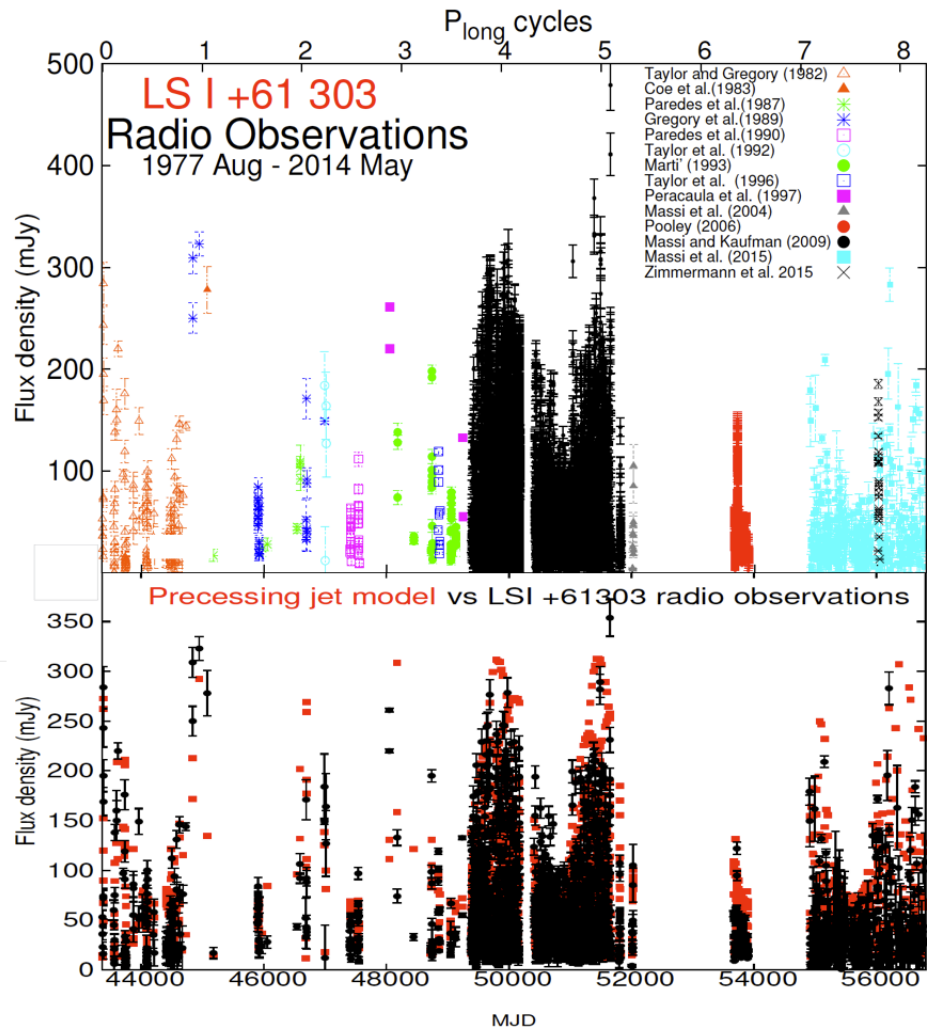 P_long cycles
0 1 2 3 4 5 6 7 8
500
400
300
200
100
Flux density (mJy)
LS I +61 303
Radio Observations
1977 Aug - 2014 May
Taylor and Gregory (1982)
Coe et al.(1983)
Paredes et al.(1987)
Gregory et al.(1989)
Paredes et al.(1990)
Taylor et al. (1992)
Marti' (1993)
Taylor et al. (1996)
Peracaula et al. (1997)
Massi et al. (2004)
Pooley (2006)
Massi and Kaufman (2009)
Massi et al. (2015)
Zimmermann et al. 2015
Precessing jet model vs LSI +61303 radio observations
350
300
250
200
150
100
50
0
Flux density (mJy)
44000 46000 48000 50000 52000 54000 56000
MJD